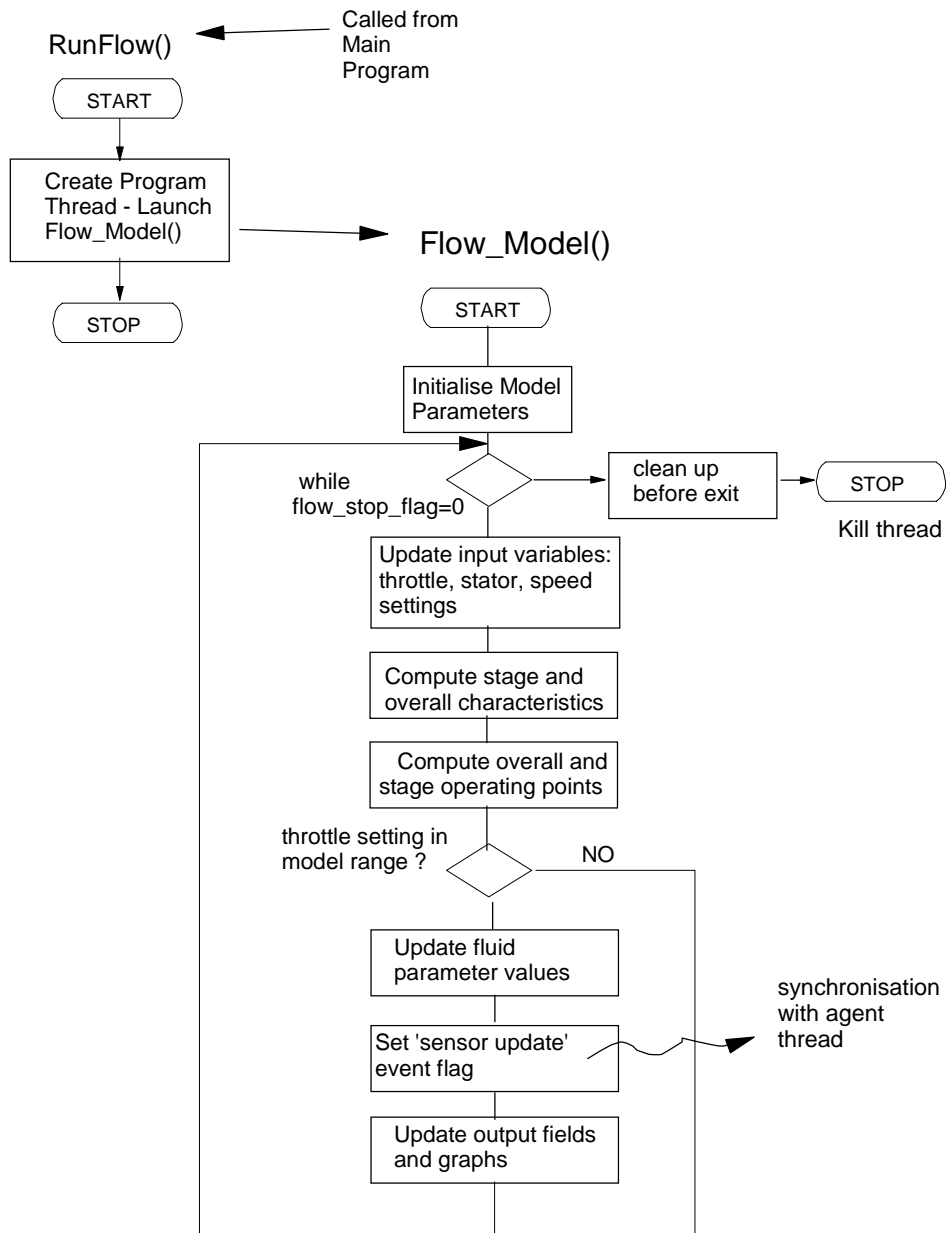 Called from
Main
Program
RunFlow()
START
Create Program
Thread - Launch
Flow_Model()
STOP
Flow_Model()
START
Initialise Model
Parameters
while
flow_stop_flag=0
clean up
before exit
STOP
Kill thread
Update input variables:
throttle, stator, speed
settings
Compute stage and
overall characteristics
Compute overall and
stage operating points
throttle setting in
model range ?
NO
Update fluid
parameter values
Set 'sensor update'
event flag
synchronisation
with agent
thread
Update output fields
and graphs